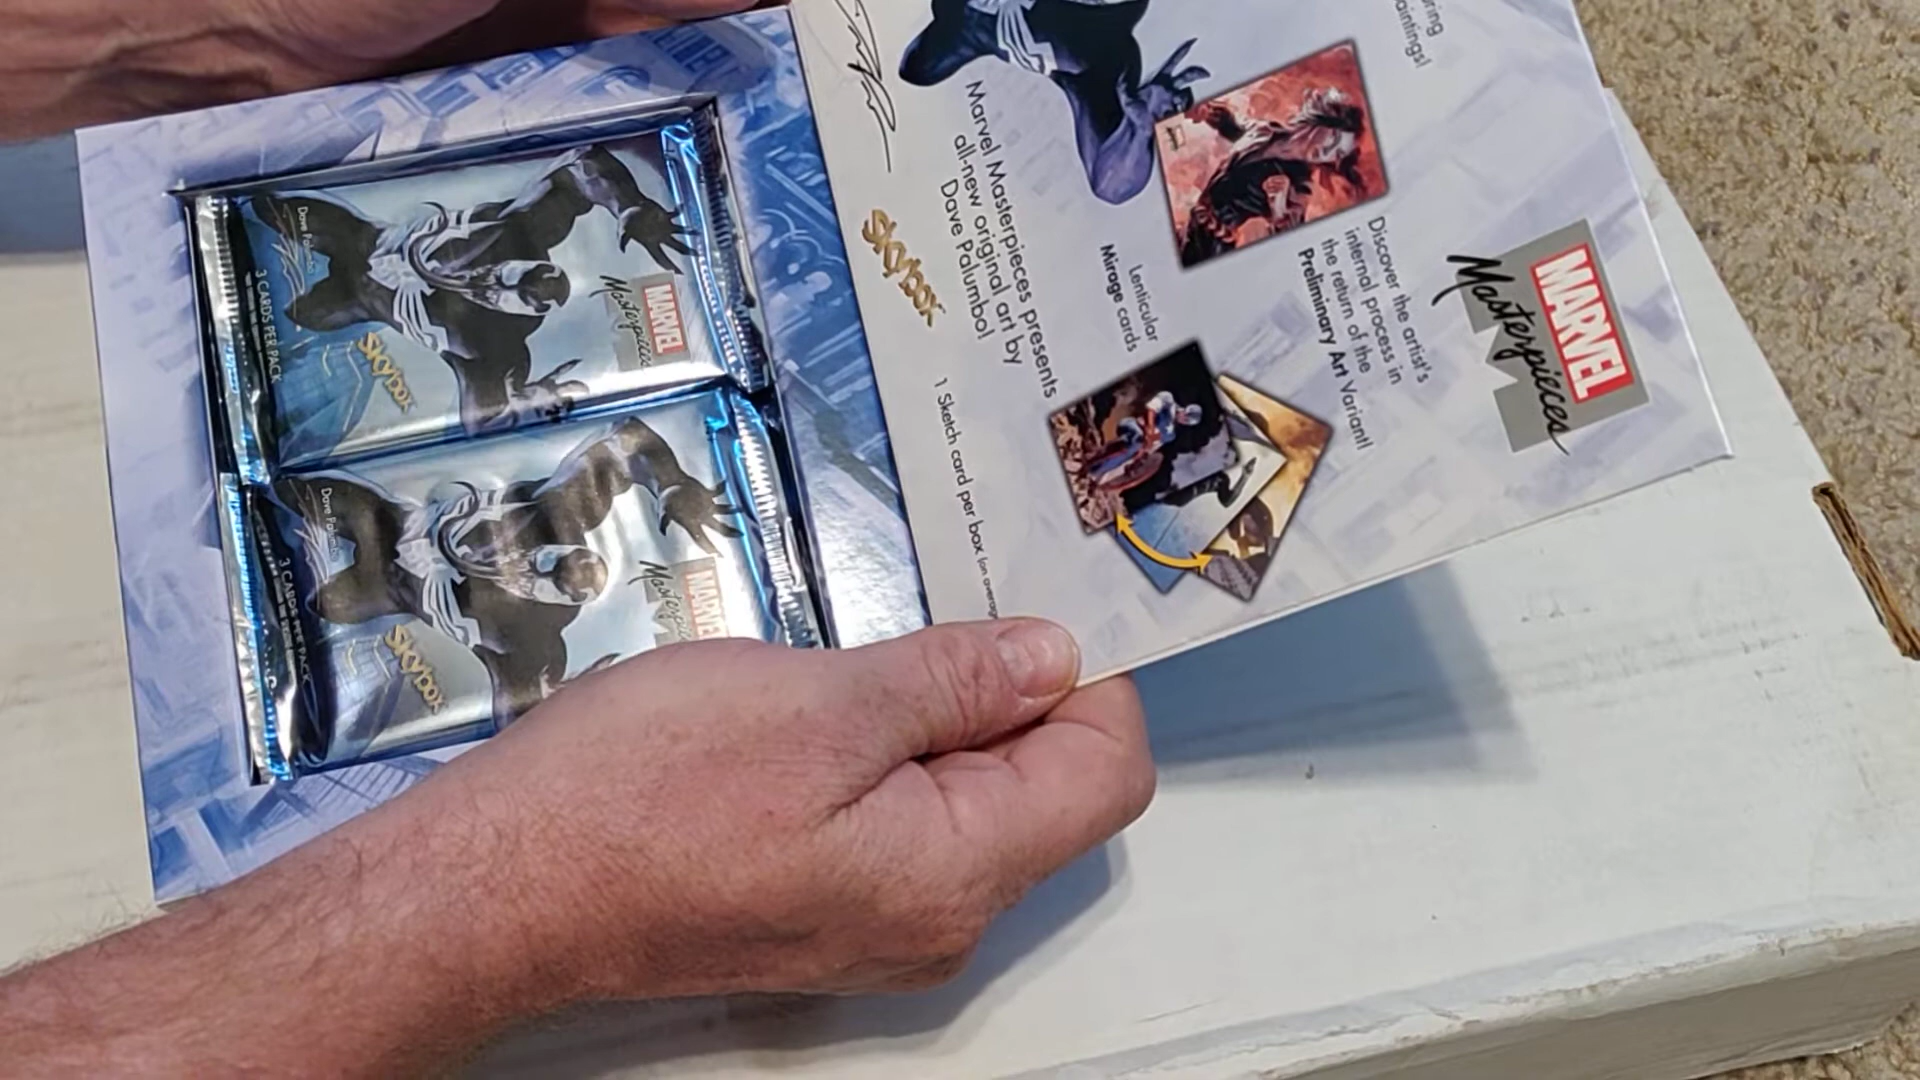 MARVEL
Masterpieces
Discover the artist's
internal process in
the return of the
Preliminary Art Variant!
Lenticular
Mirage cards
Marvel Masterpieces presents
all-new original art by
Dave Palumbo!
skybox
1 Sketch card per box (on average
MARVEL
Masterpieces
skybox
Dave Palumbo
3 CARDS PER PACK
MARVEL
skybox
Dave Palumbo
3 CARDS PER PACK